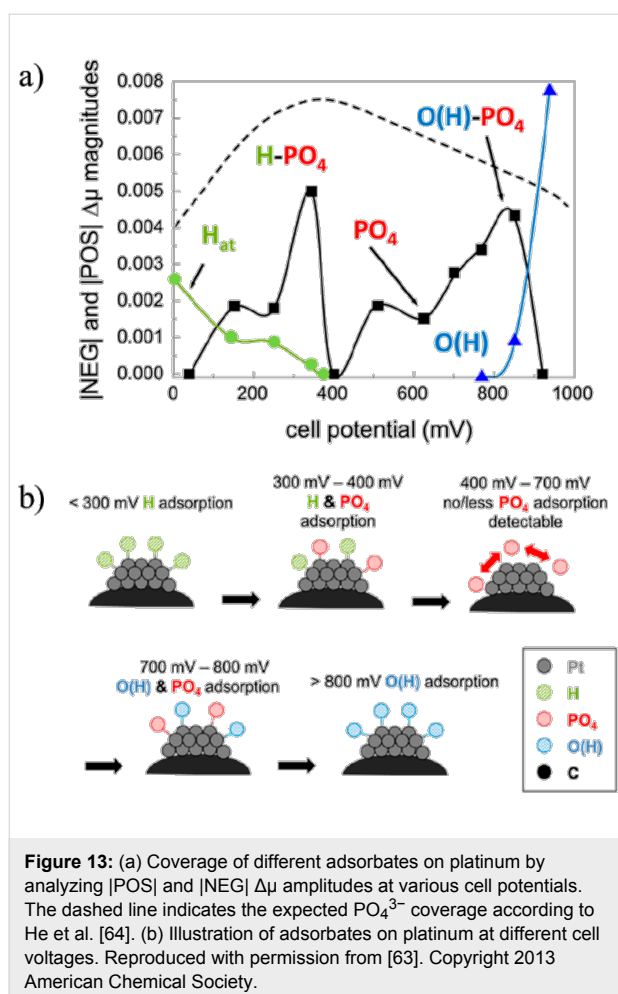 a)
|NEG| and |POS| Δμ magnitudes
0.008
0.007
0.006
0.005
0.004
0.003
0.002
0.001
0.000
O(H)-PO4
H-PO4
Hat
PO4
O(H)
0 200 400 600 800 1000
cell potential (mV)
b)
< 300 mV H adsorption
300 mV – 400 mV
H & PO4
adsorption
400 mV – 700 mV
no/less PO4 adsorption
detectable
700 mV – 800 mV
O(H) & PO4 adsorption
> 800 mV O(H) adsorption
Pt
H
PO4
O(H)
C
Figure 13: (a) Coverage of different adsorbates on platinum by
analyzing |POS| and |NEG| Δμ amplitudes at various cell potentials.
The dashed line indicates the expected PO₄³⁻ coverage according to
He et al. [64]. (b) Illustration of adsorbates on platinum at different cell
voltages. Reproduced with permission from [63]. Copyright 2013
American Chemical Society.